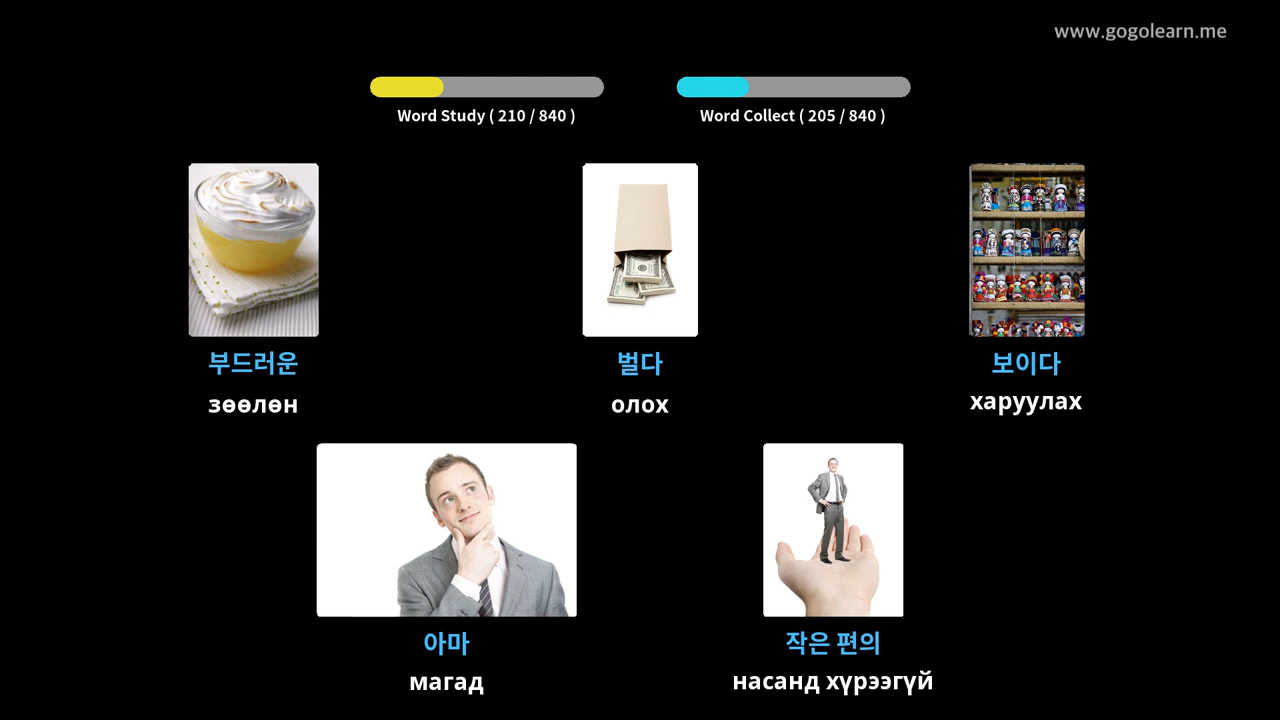 www.gogolearn.me
Word Study ( 210 / 840 )
Word Collect ( 205 / 840 )
부드러운
зөөлөн
벌다
олох
보이다
харуулах
아마
магад
작은 편의
насанд хүрээгүй